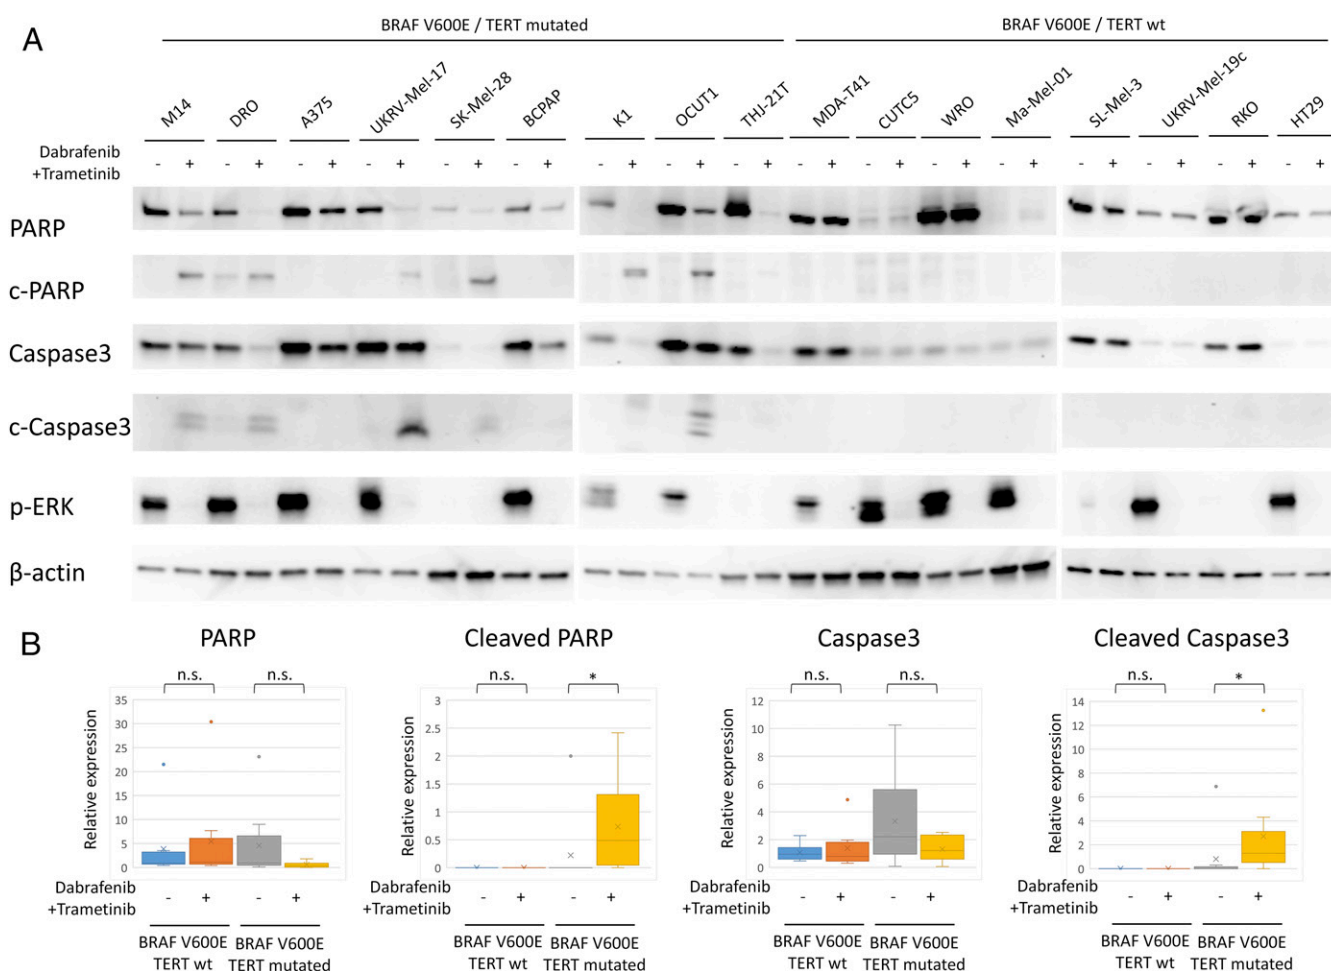 A
BRAF V600E / TERT mutated
BRAF V600E / TERT wt
M14 DRO A375 UKRV-Mel-17 SK-Mel-28 BCPAP K1 OCUT1 THJ-21T MDA-T41 CUTC5 WRO Ma-Mel-01 SL-Mel-3 UKRV-Mel-19c RKO HT29
Dabrafenib
+Trametinib
- + - + - + - + - + - + - + - + - + - + - + - + - + - + - + - + - +
PARP
c-PARP
Caspase3
c-Caspase3
p-ERK
β-actin
B
PARP
n.s. n.s.
Relative expression
35
30
25
20
15
10
5
0
Dabrafenib
+Trametinib
- + - +
BRAF V600E BRAF V600E
TERT wt TERT mutated
Cleaved PARP
n.s. *
Relative expression
3
2.5
2
1.5
1
0.5
0
Dabrafenib
+Trametinib
- + - +
BRAF V600E BRAF V600E
TERT wt TERT mutated
Caspase3
n.s. n.s.
Relative expression
12
10
8
6
4
2
0
Dabrafenib
+Trametinib
- + - +
BRAF V600E BRAF V600E
TERT wt TERT mutated
Cleaved Caspase3
n.s. *
Relative expression
14
12
10
8
6
4
2
0
Dabrafenib
+Trametinib
- + - +
BRAF V600E BRAF V600E
TERT wt TERT mutated